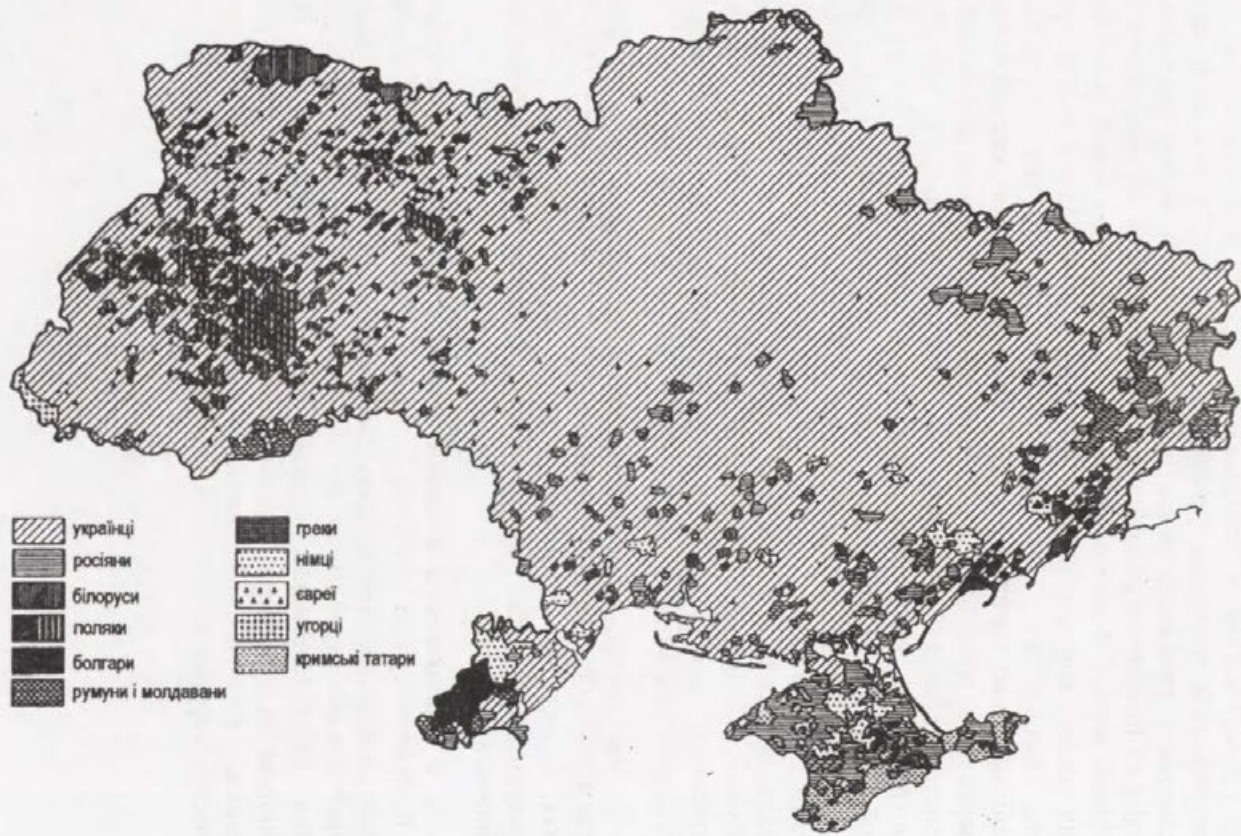 українці
росіяни
білоруси
поляки
болгари
румуни і молдавани
греки
німці
євреї
угорці
кримські татари